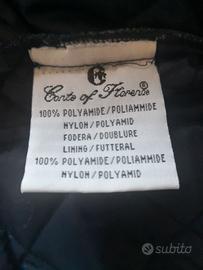 Conte of Florence®
100% POLYAMIDE/POLIAMMIDE
NYLON/POLYAMID
FODERA/DOUBLURE
LINING/FUTTERAL
100% POLYAMIDE/POLIAMMIDE
NYLON/POLYAMID
subito